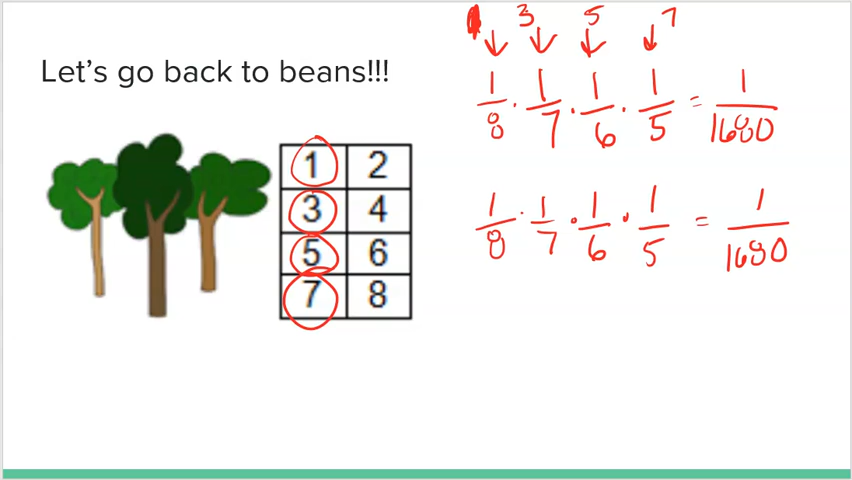 3 5 7
Let's go back to beans!!!
1/8 · 1/7 · 1/6 · 1/5 = 1/1680
1 2
3 4
5 6
7 8
1/8 · 1/7 · 1/6 · 1/5 = 1/1680